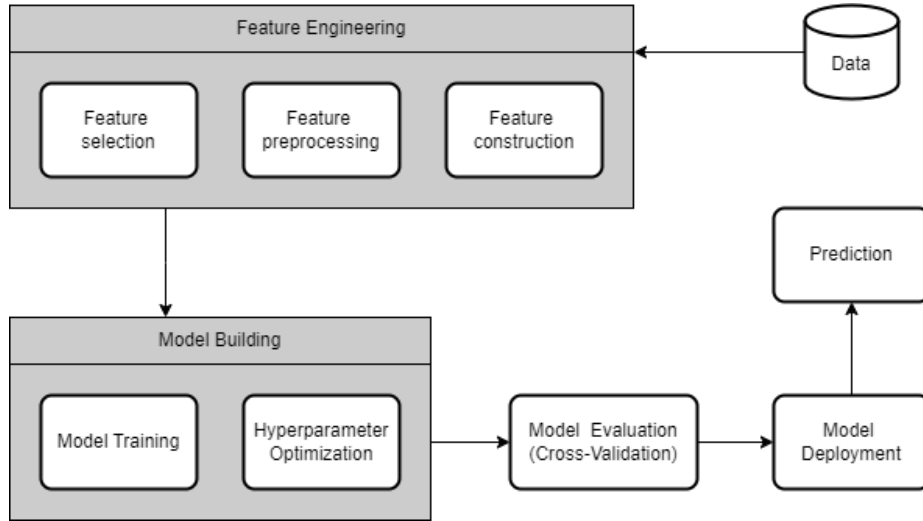 Feature Engineering
Data
Feature
selection
Feature
preprocessing
Feature
construction
Prediction
Model Building
Model Training
Hyperparameter
Optimization
Model Evaluation
(Cross-Validation)
Model
Deployment